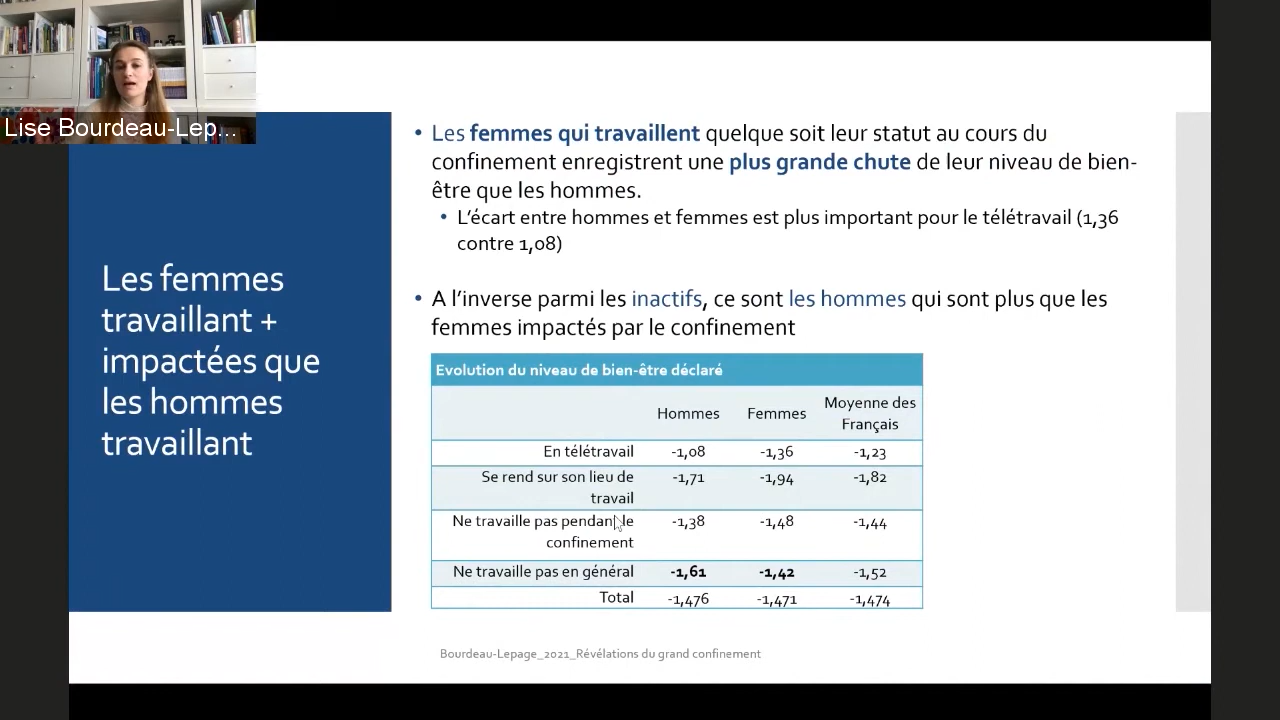 Lise Bourdeau-Lep...
Les femmes
travaillant +
impactées que
les hommes
travaillant
• Les femmes qui travaillent quelque soit leur statut au cours du
confinement enregistrent une plus grande chute de leur niveau de bien-
être que les hommes.
• L'écart entre hommes et femmes est plus important pour le télétravail (1,36
contre 1,08)
• A l'inverse parmi les inactifs, ce sont les hommes qui sont plus que les
femmes impactés par le confinement
Evolution du niveau de bien-être déclaré
Hommes Femmes Moyenne des
Français
En télétravail -1,08 -1,36 -1,23
Se rend sur son lieu de -1,71 -1,94 -1,82
travail
Ne travaille pas pendant le -1,38 -1,48 -1,44
confinement
Ne travaille pas en général -1,61 -1,42 -1,52
Total -1,476 -1,471 -1,474
Bourdeau-Lepage_2021_Révélations du grand confinement